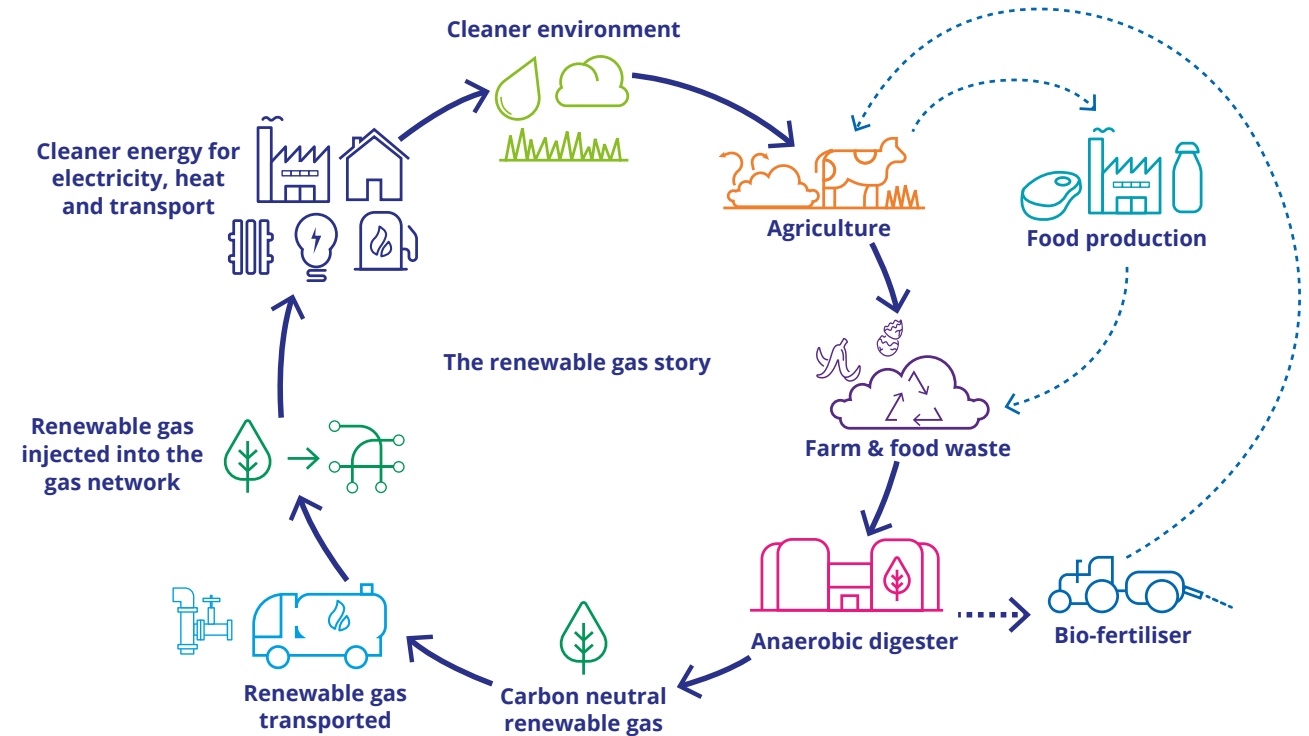 Cleaner environment
Cleaner energy for
electricity, heat
and transport
Agriculture
Food production
The renewable gas story
Renewable gas
injected into the
gas network
Farm & food waste
Anaerobic digester
Bio-fertiliser
Renewable gas
transported
Carbon neutral
renewable gas